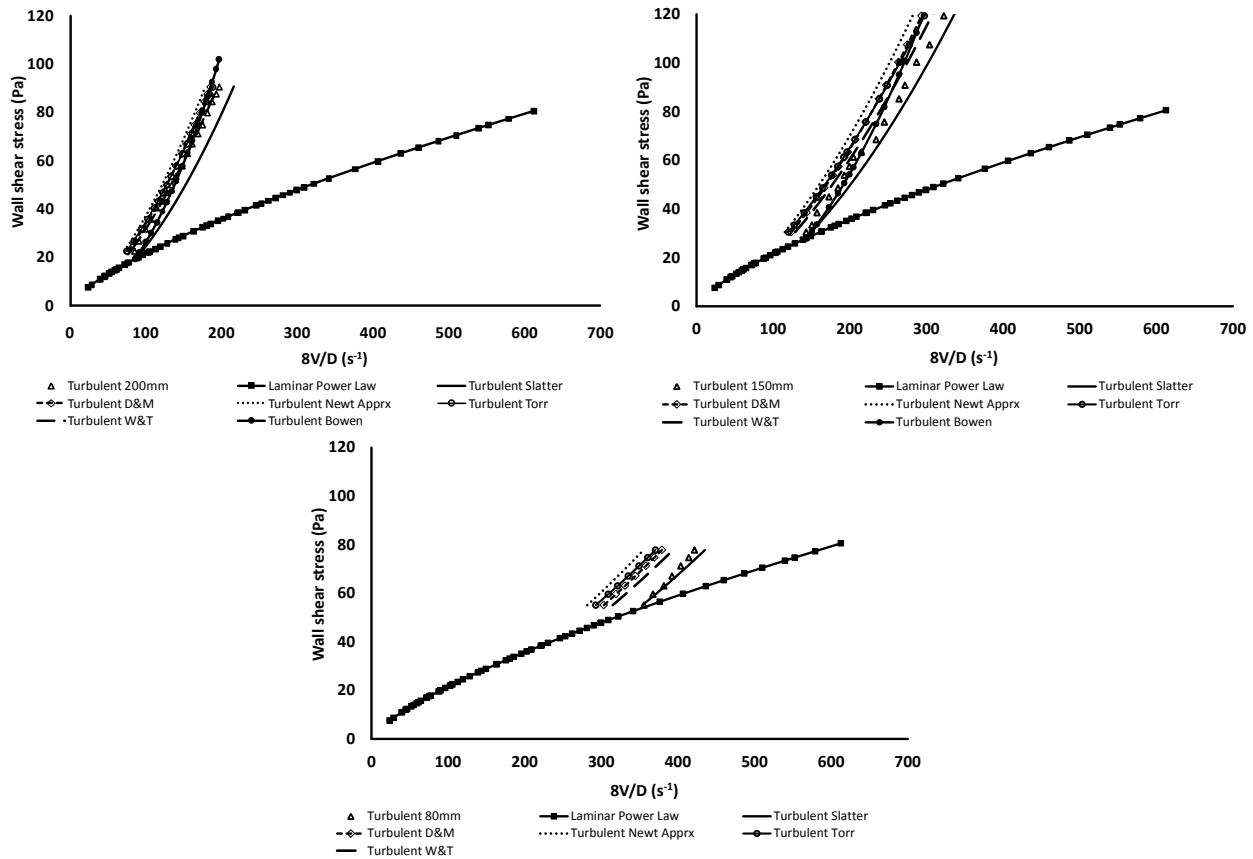 120
100
80
60
40
20
0
Wall shear stress (Pa)
0 100 200 300 400 500 600 700
8V/D (s⁻¹)
Turbulent 200mm Laminar Power Law Turbulent Slatter
Turbulent D&M Turbulent Newt Apprx Turbulent Torr
Turbulent W&T Turbulent Bowen
120
100
80
60
40
20
0
Wall shear stress (Pa)
0 100 200 300 400 500 600 700
8V/D (s⁻¹)
Turbulent 150mm Laminar Power Law Turbulent Slatter
Turbulent D&M Turbulent Newt Apprx Turbulent Torr
Turbulent W&T Turbulent Bowen
120
100
80
60
40
20
0
Wall shear stress (Pa)
0 100 200 300 400 500 600 700
8V/D (s⁻¹)
Turbulent 80mm Laminar Power Law Turbulent Slatter
Turbulent D&M Turbulent Newt Apprx Turbulent Torr
Turbulent W&T